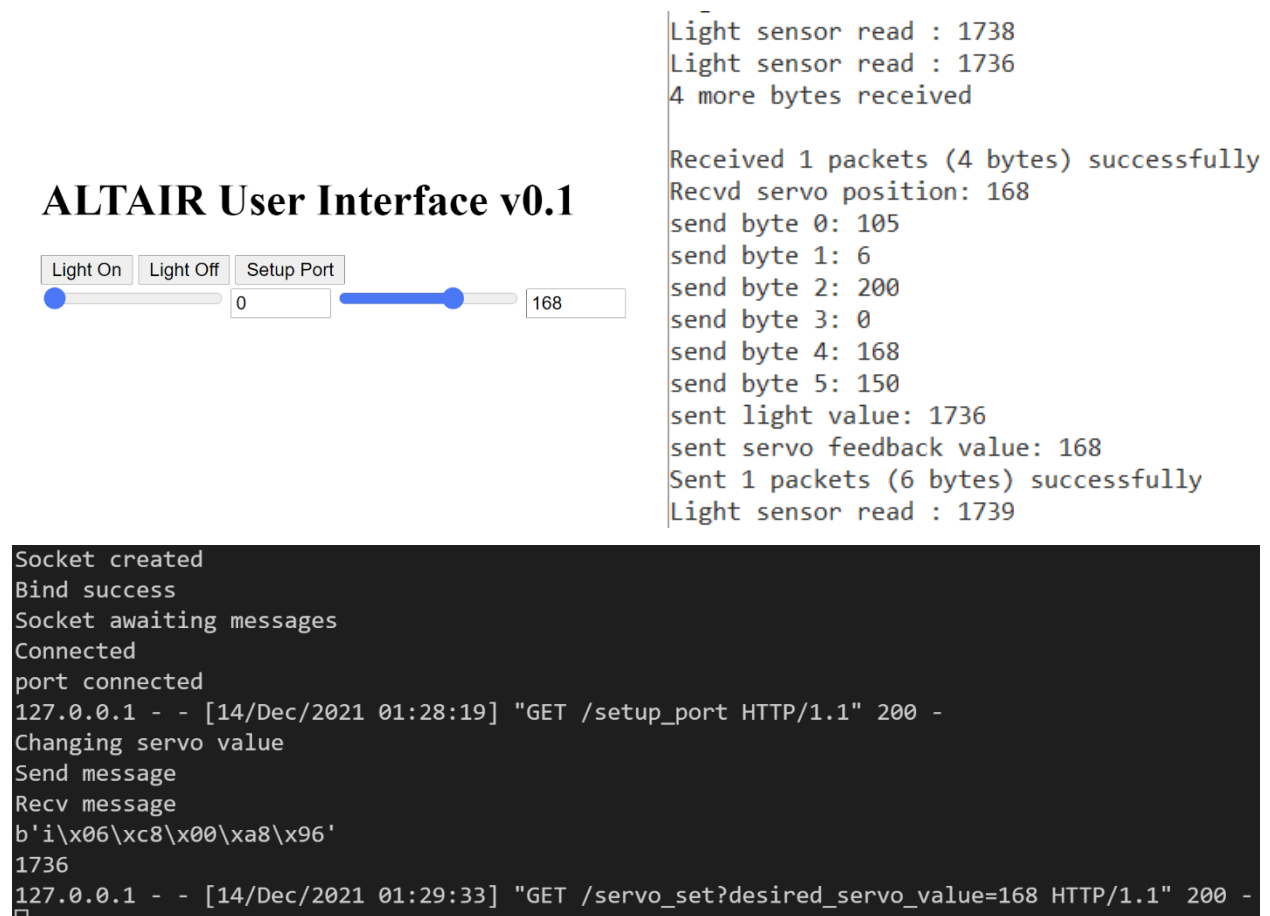 ALTAIR User Interface v0.1
Light On Light Off Setup Port
0 168
Light sensor read : 1738
Light sensor read : 1736
4 more bytes received
Received 1 packets (4 bytes) successfully
Recvd servo position: 168
send byte 0: 105
send byte 1: 6
send byte 2: 200
send byte 3: 0
send byte 4: 168
send byte 5: 150
sent light value: 1736
sent servo feedback value: 168
Sent 1 packets (6 bytes) successfully
Light sensor read : 1739
Socket created
Bind success
Socket awaiting messages
Connected
port connected
127.0.0.1 - - [14/Dec/2021 01:28:19] "GET /setup_port HTTP/1.1" 200 -
Changing servo value
Send message
Recv message
b'i\x06\xc8\x00\xa8\x96'
1736
127.0.0.1 - - [14/Dec/2021 01:29:33] "GET /servo_set?desired_servo_value=168 HTTP/1.1" 200 -